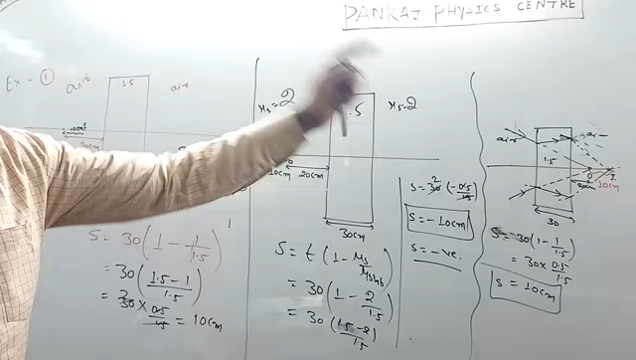 PANKAJ PHYSICS CENTRE
Ex - ①
air
1.5
air
S = 30(1 - 1/1.5)
= 30(1.5 - 1/1.5)
= 30 × 0.5/1.5 = 10cm
μs = 2
.5
μs = 2
10cm
20cm
30cm
S = t(1 - μs/μslab)
= 30(1 - 2/1.5)
= 30(1.5 - 2)/1.5
S = 30(-0.5/1.5)
S = -10cm
S = -ve.
air
1.5
air
O
I
10cm
30
S = 30(1 - 1/1.5)
= 30 × 0.5/1.5
S = 10cm